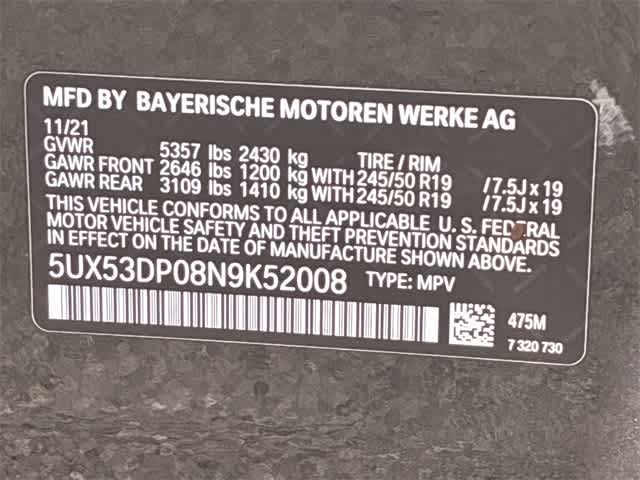 MFD BY BAYERISCHE MOTOREN WERKE AG
11/21
GVWR 5357 lbs 2430 kg TIRE / RIM
GAWR FRONT 2646 lbs 1200 kg WITH 245/50 R19 /7.5J x 19
GAWR REAR 3109 lbs 1410 kg WITH 245/50 R19 /7.5J x 19
THIS VEHICLE CONFORMS TO ALL APPLICABLE U. S. FEDERAL
MOTOR VEHICLE SAFETY AND THEFT PREVENTION STANDARDS
IN EFFECT ON THE DATE OF MANUFACTURE SHOWN ABOVE.
5UX53DP08N9K52008 TYPE: MPV
475M
7 320 730